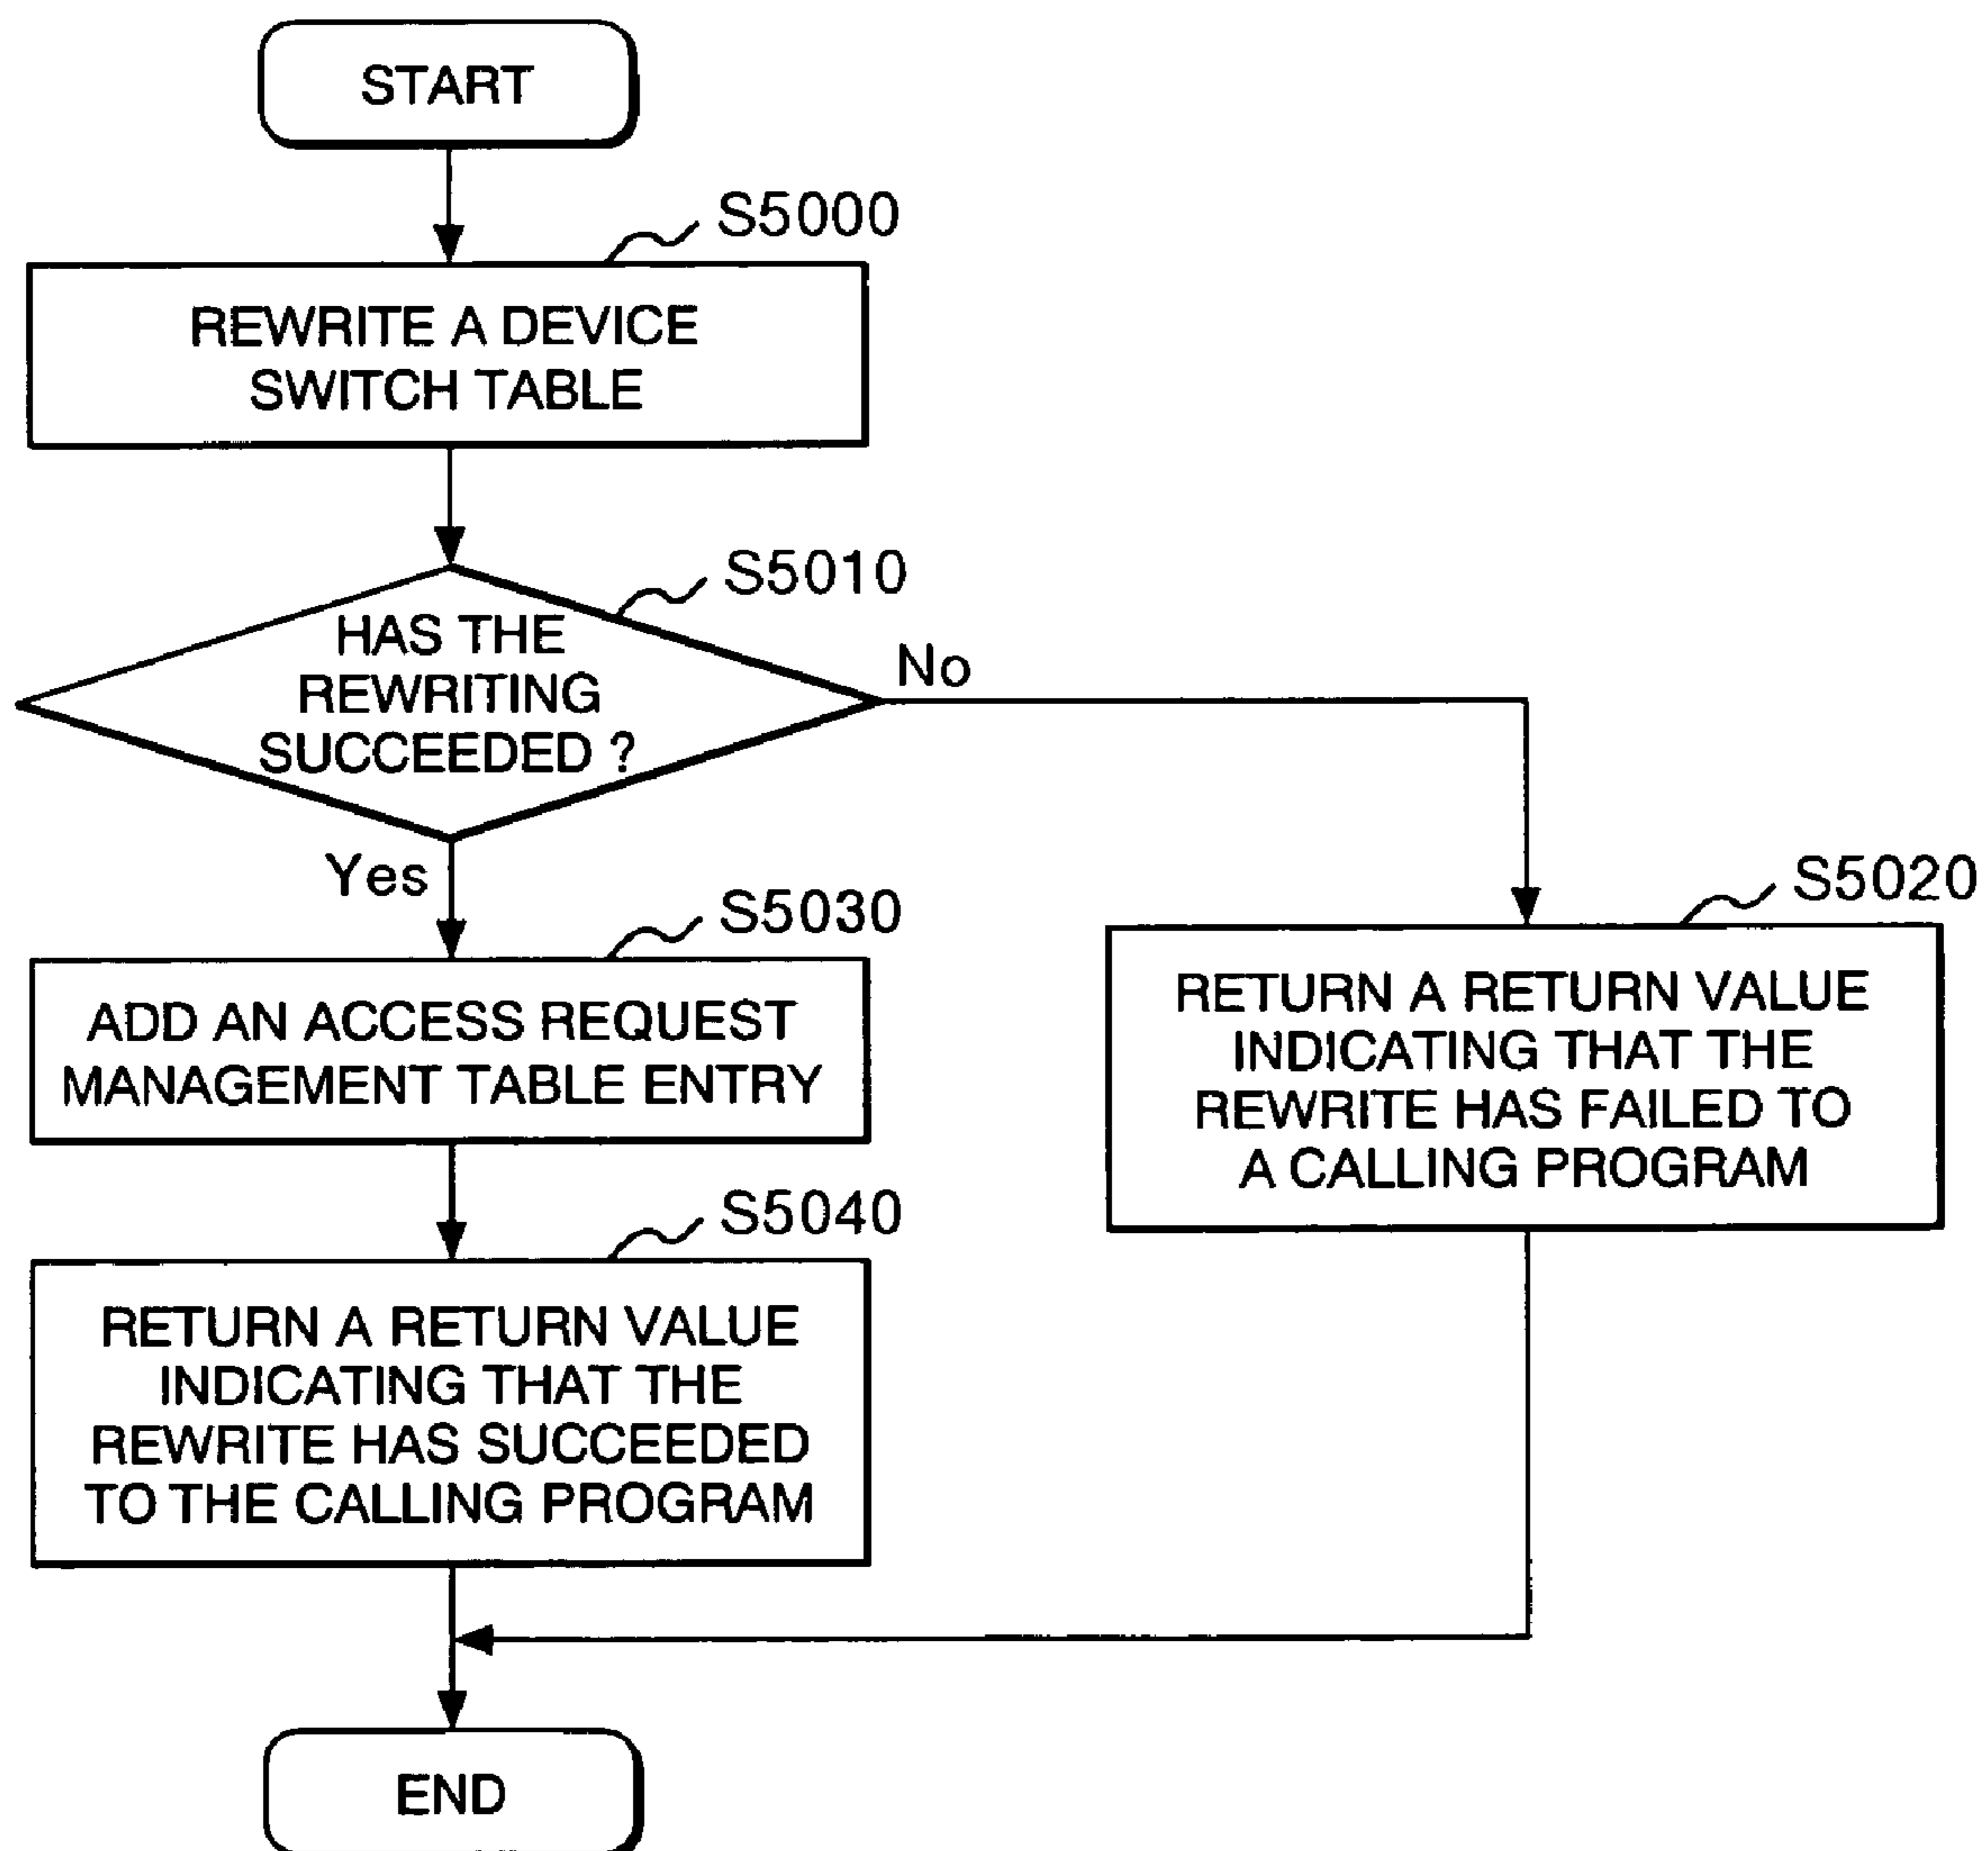 START
S5000
REWRITE A DEVICE
SWITCH TABLE
S5010
HAS THE
REWRITING
SUCCEEDED ?
No
Yes
S5030
ADD AN ACCESS REQUEST
MANAGEMENT TABLE ENTRY
S5020
RETURN A RETURN VALUE
INDICATING THAT THE
REWRITE HAS FAILED TO
A CALLING PROGRAM
S5040
RETURN A RETURN VALUE
INDICATING THAT THE
REWRITE HAS SUCCEEDED
TO THE CALLING PROGRAM
END